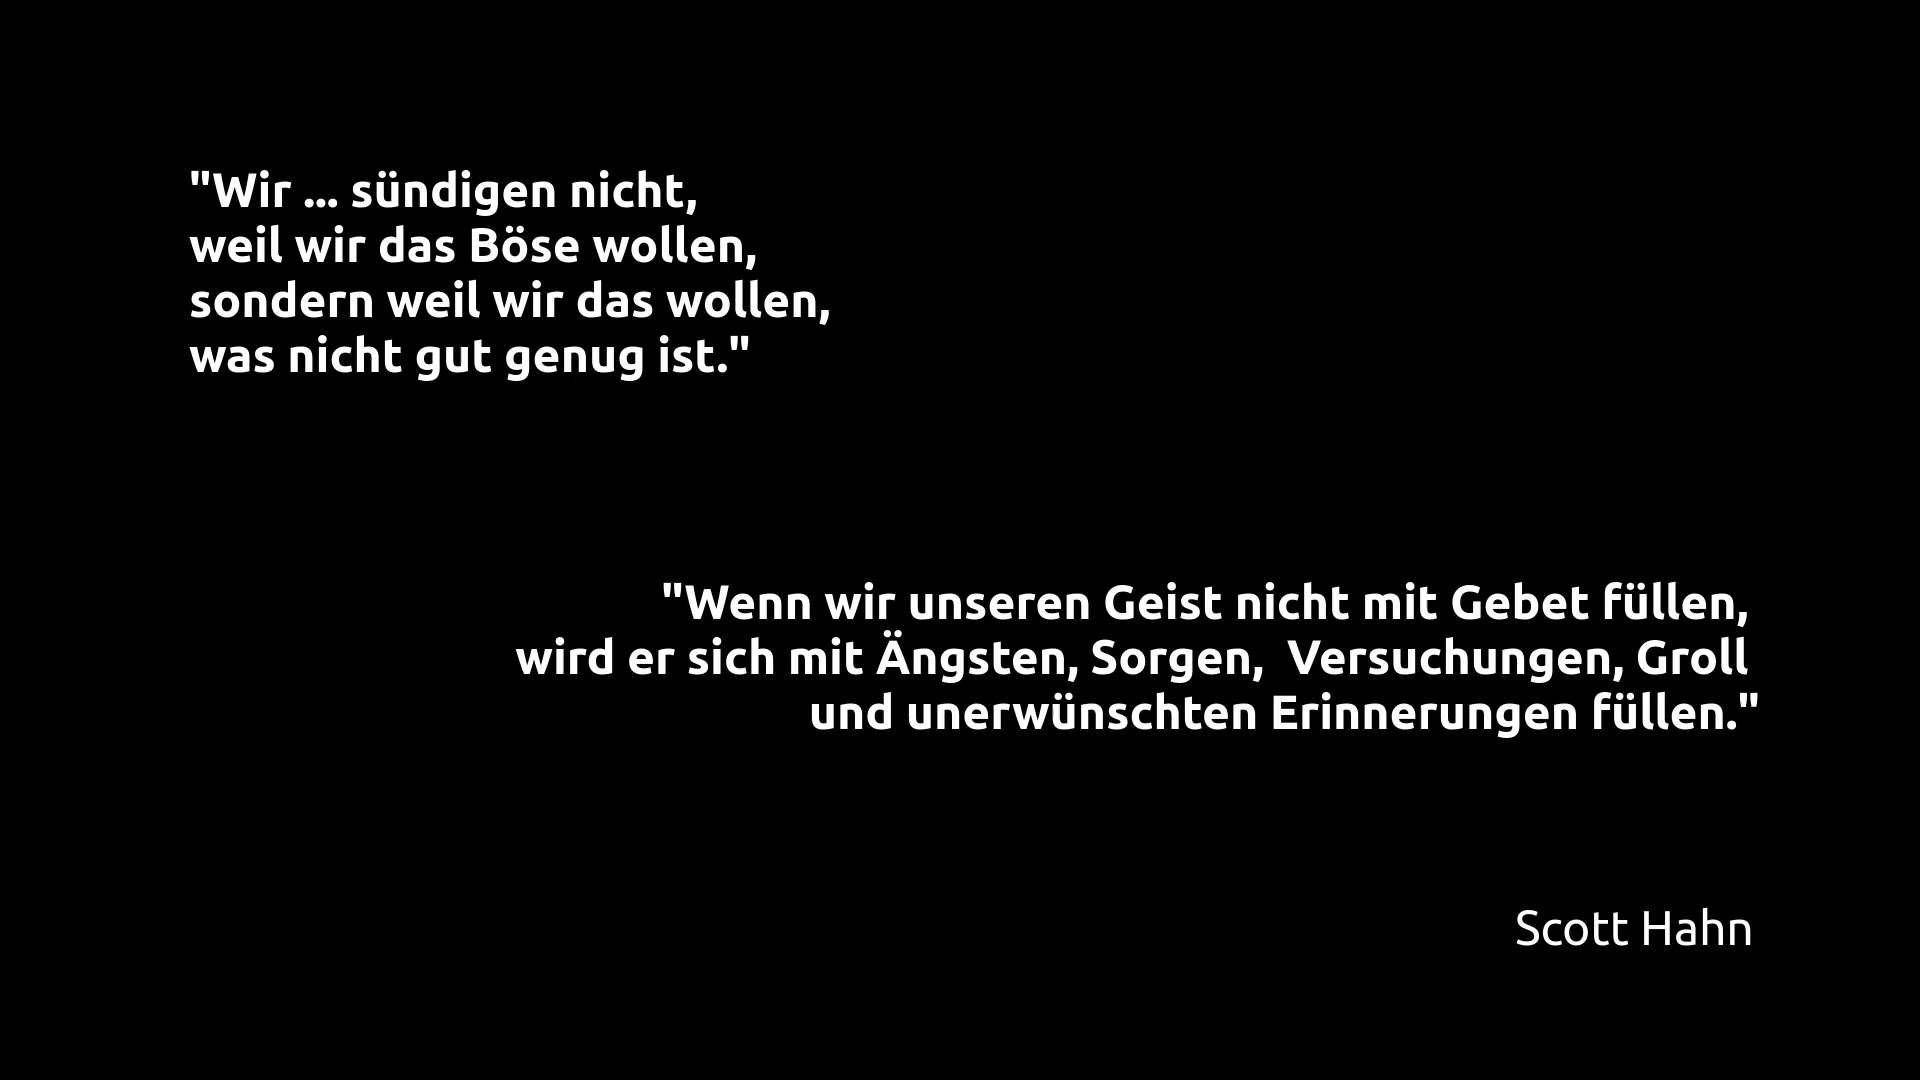 "Wir ... sündigen nicht,
weil wir das Böse wollen,
sondern weil wir das wollen,
was nicht gut genug ist."
"Wenn wir unseren Geist nicht mit Gebet füllen,
wird er sich mit Ängsten, Sorgen,  Versuchungen, Groll
und unerwünschten Erinnerungen füllen."
Scott Hahn